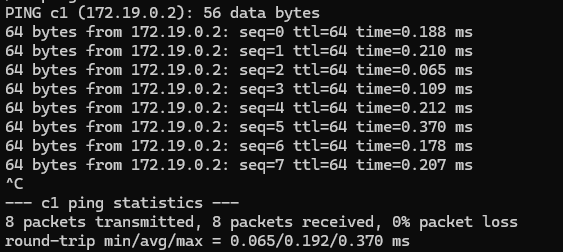 PING c1 (172.19.0.2): 56 data bytes
64 bytes from 172.19.0.2: seq=0 ttl=64 time=0.188 ms
64 bytes from 172.19.0.2: seq=1 ttl=64 time=0.210 ms
64 bytes from 172.19.0.2: seq=2 ttl=64 time=0.065 ms
64 bytes from 172.19.0.2: seq=3 ttl=64 time=0.109 ms
64 bytes from 172.19.0.2: seq=4 ttl=64 time=0.212 ms
64 bytes from 172.19.0.2: seq=5 ttl=64 time=0.370 ms
64 bytes from 172.19.0.2: seq=6 ttl=64 time=0.178 ms
64 bytes from 172.19.0.2: seq=7 ttl=64 time=0.207 ms
^C
--- c1 ping statistics ---
8 packets transmitted, 8 packets received, 0% packet loss
round-trip min/avg/max = 0.065/0.192/0.370 ms